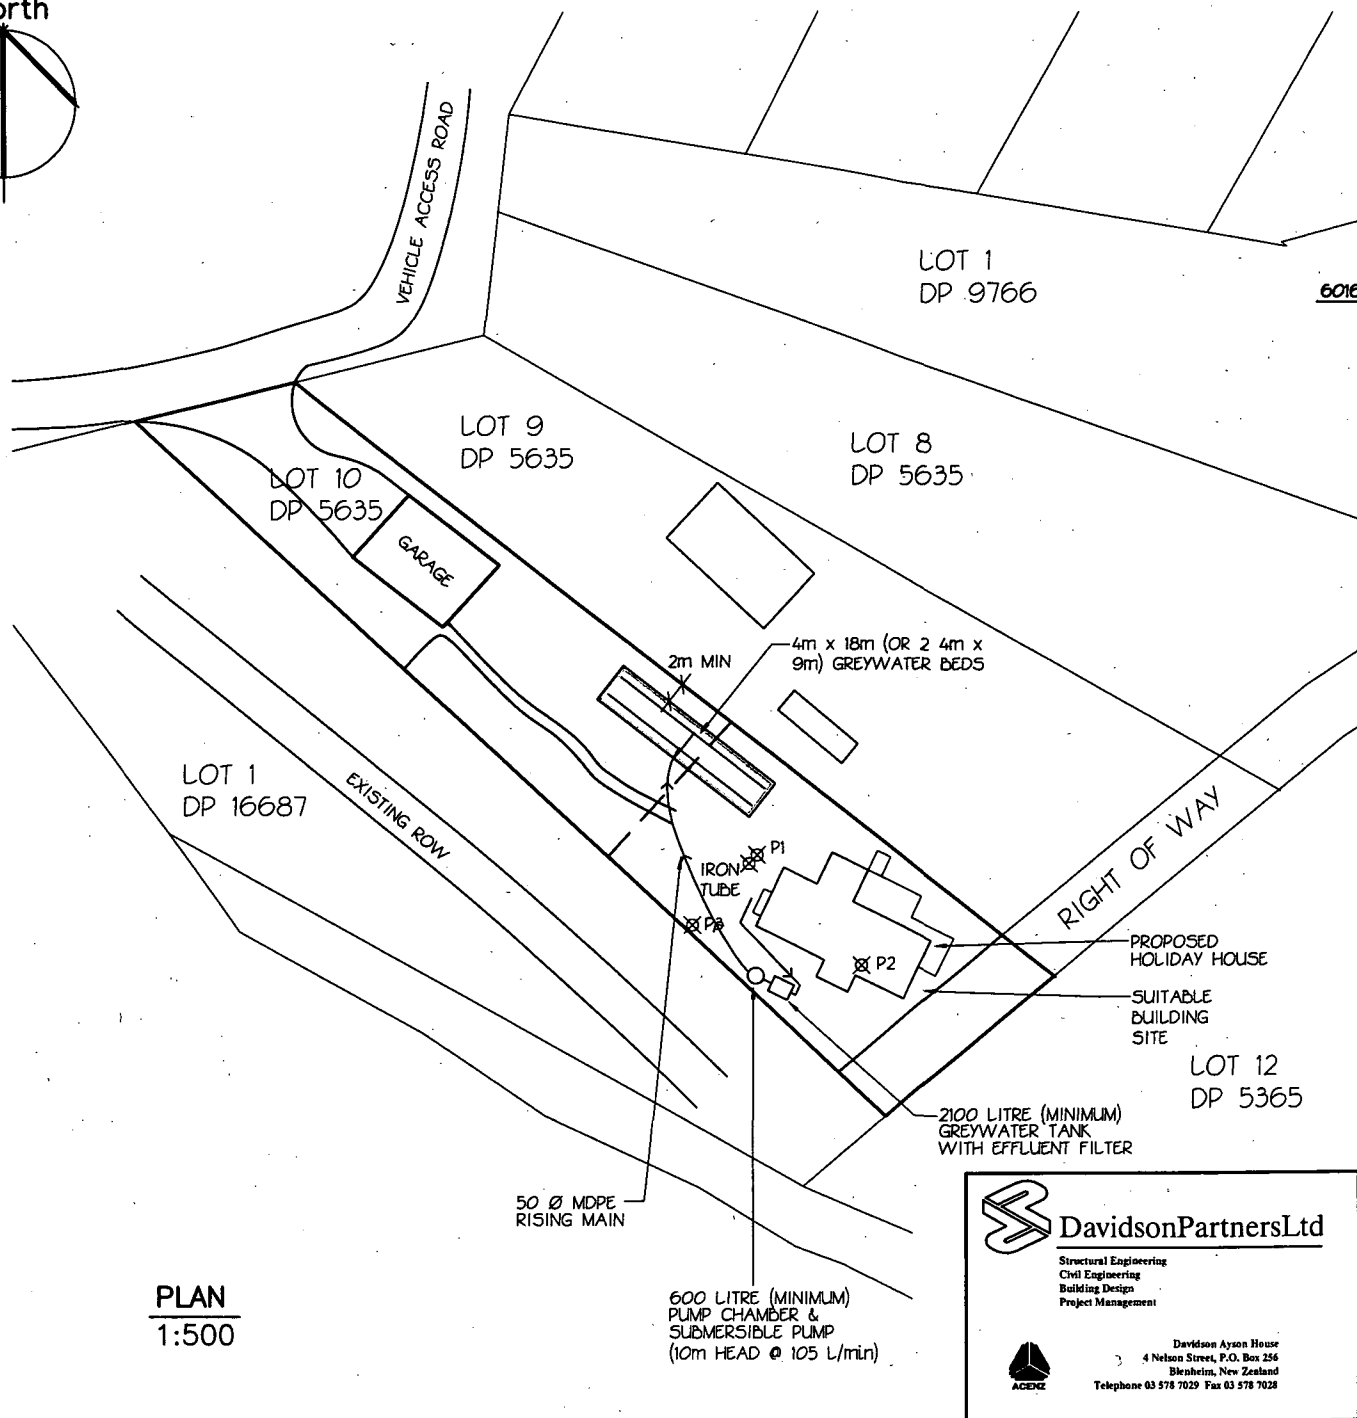 orth
VEHICLE ACCESS ROAD
LOT 1
DP 9766
6016
LOT 9
DP 5635
LOT 8
DP 5635
LOT 10
DP 5635
GARAGE
4m x 18m (OR 2 4m x
9m) GREYWATER BEDS
2m MIN
LOT 1
DP 16687
EXISTING ROW
RIGHT OF WAY
P1
IRON
TUBE
P3
P2
PROPOSED
HOLIDAY HOUSE
SUITABLE
BUILDING
SITE
LOT 12
DP 5365
2100 LITRE (MINIMUM)
GREYWATER TANK
WITH EFFLUENT FILTER
50 Ø MDPE
RISING MAIN
600 LITRE (MINIMUM)
PUMP CHAMBER &
SUBMERSIBLE PUMP
(10m HEAD @ 105 L/min)
PLAN
1:500
DavidsonPartnersLtd
Structural Engineering
Civil Engineering
Building Design
Project Management
ACENZ
Davidson Ayson House
4 Nelson Street, P.O. Box 256
Blenheim, New Zealand
Telephone 03 578 7029 Fax 03 578 7028